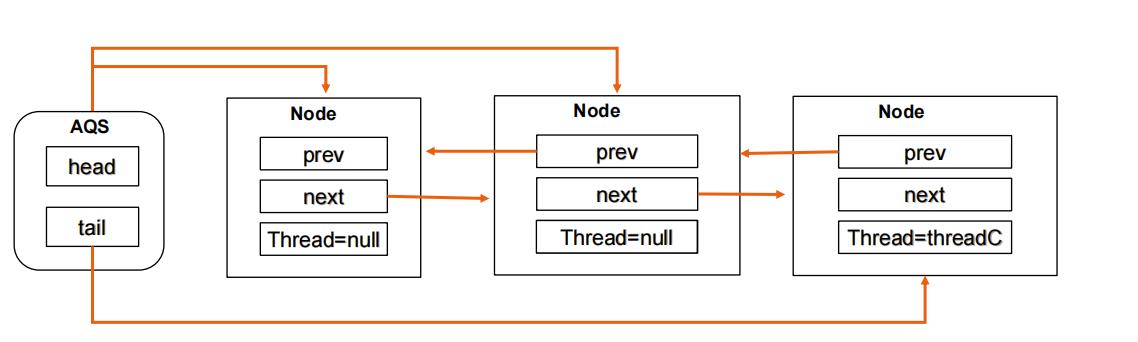 AQS
head
tail
Node
prev
next
Thread=null
Node
prev
next
Thread=null
Node
prev
next
Thread=threadC